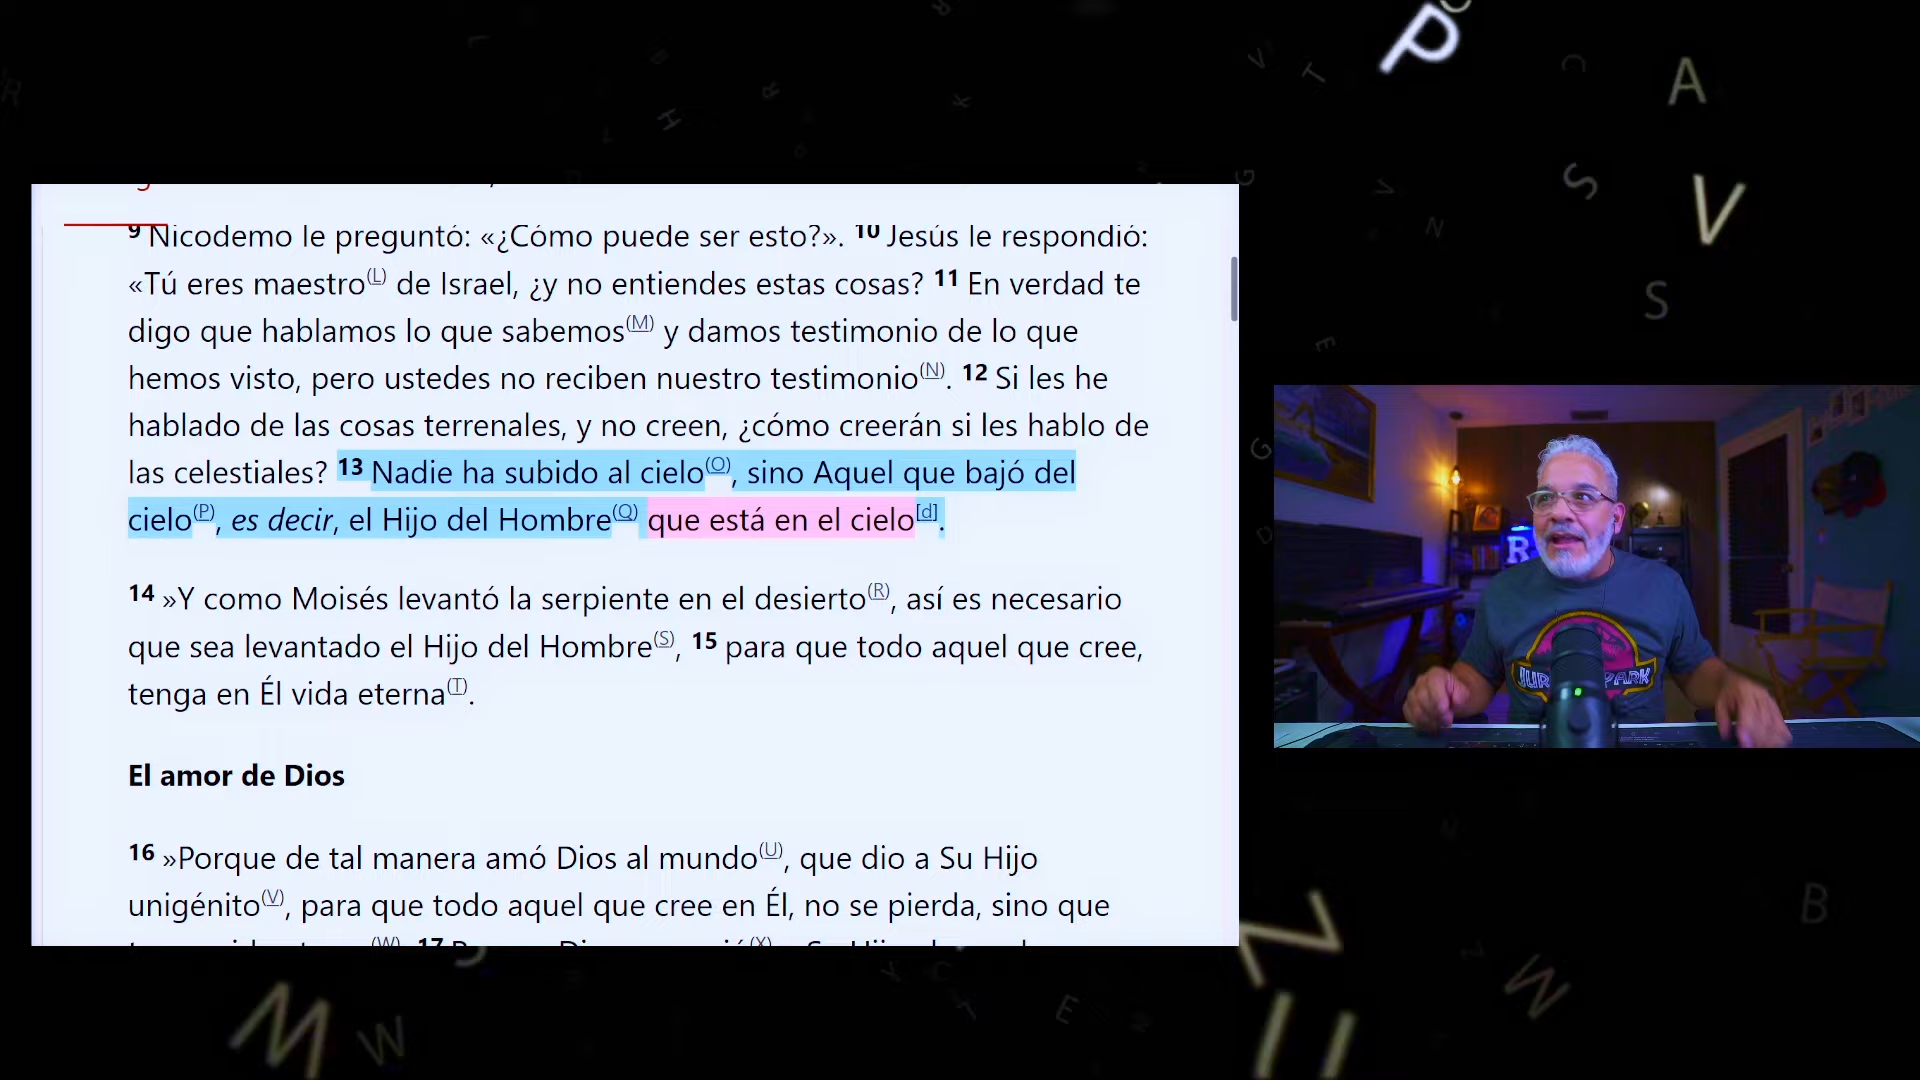 9 Nicodemo le preguntó: «¿Cómo puede ser esto?». 10 Jesús le respondió:
«Tú eres maestro(L) de Israel, ¿y no entiendes estas cosas? 11 En verdad te
digo que hablamos lo que sabemos(M) y damos testimonio de lo que
hemos visto, pero ustedes no reciben nuestro testimonio(N). 12 Si les he
hablado de las cosas terrenales, y no creen, ¿cómo creerán si les hablo de
las celestiales? 13 Nadie ha subido al cielo(O), sino Aquel que bajó del
cielo(P), es decir, el Hijo del Hombre(Q) que está en el cielo[d].
14 »Y como Moisés levantó la serpiente en el desierto(R), así es necesario
que sea levantado el Hijo del Hombre(S), 15 para que todo aquel que cree,
tenga en Él vida eterna(T).
El amor de Dios
16 »Porque de tal manera amó Dios al mundo(U), que dio a Su Hijo
unigénito(V), para que todo aquel que cree en Él, no se pierda, sino que
(W) 17
R
JUR PARK
P
A
V
S
S
M
W
E
B
W